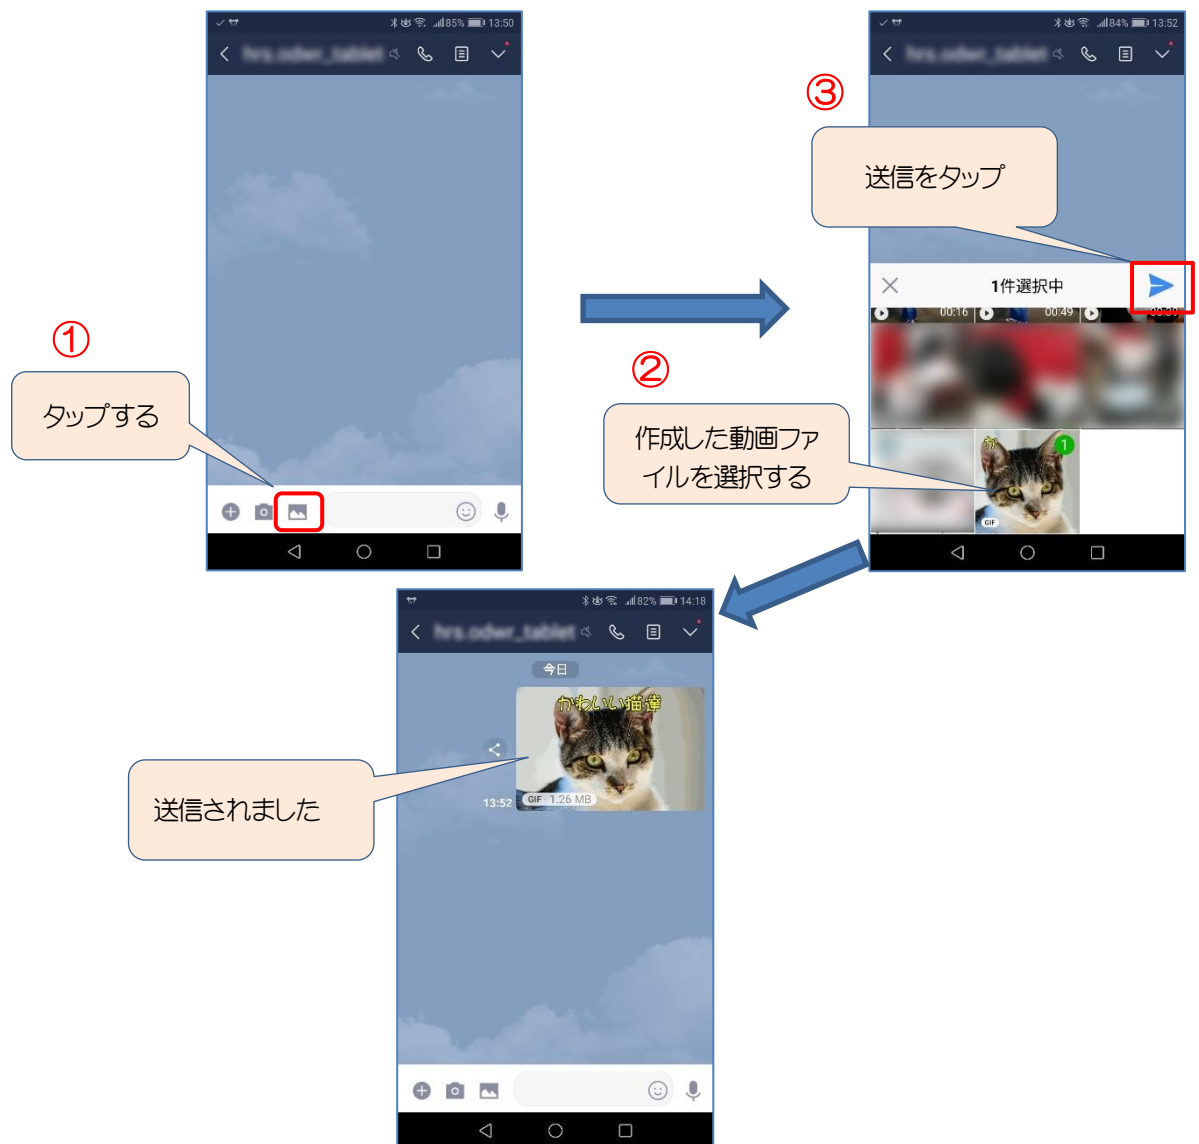 85% 13:50
①
タップする
84% 13:52
③
送信をタップ
1件選択中
00:16
00:49
②
作成した動画ファ
イルを選択する
か
1
GIF
82% 14:18
今日
かわいい猫達
13:52
GIF・1.26 MB
送信されました